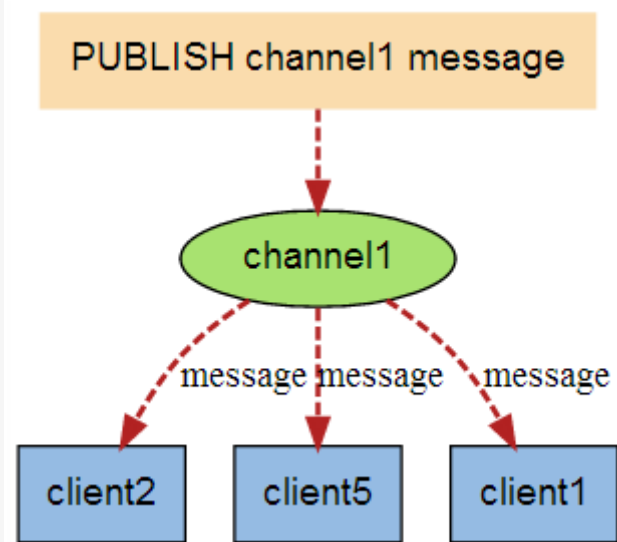 PUBLISH channel1 message
channel1
message message message
client2 client5 client1